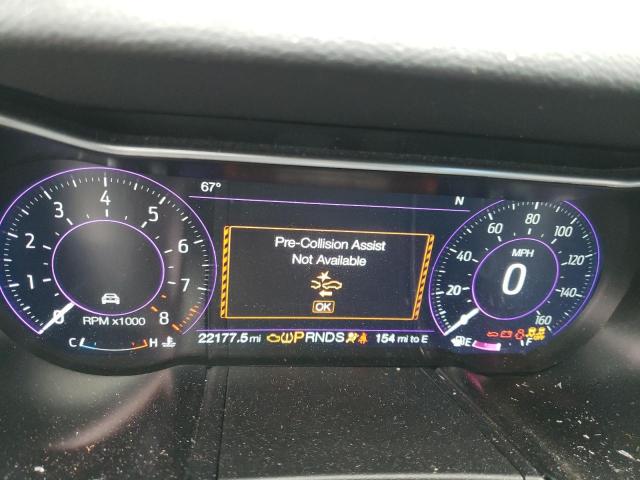 67°
N
Pre-Collision Assist
Not Available
OK
0 1 2 3 4 5 6 7 8
RPM x1000
20 40 60 80 100 120 140 160
MPH
0
C H
22177.5 mi
PRNDS
154 mi to E
E F
OFF